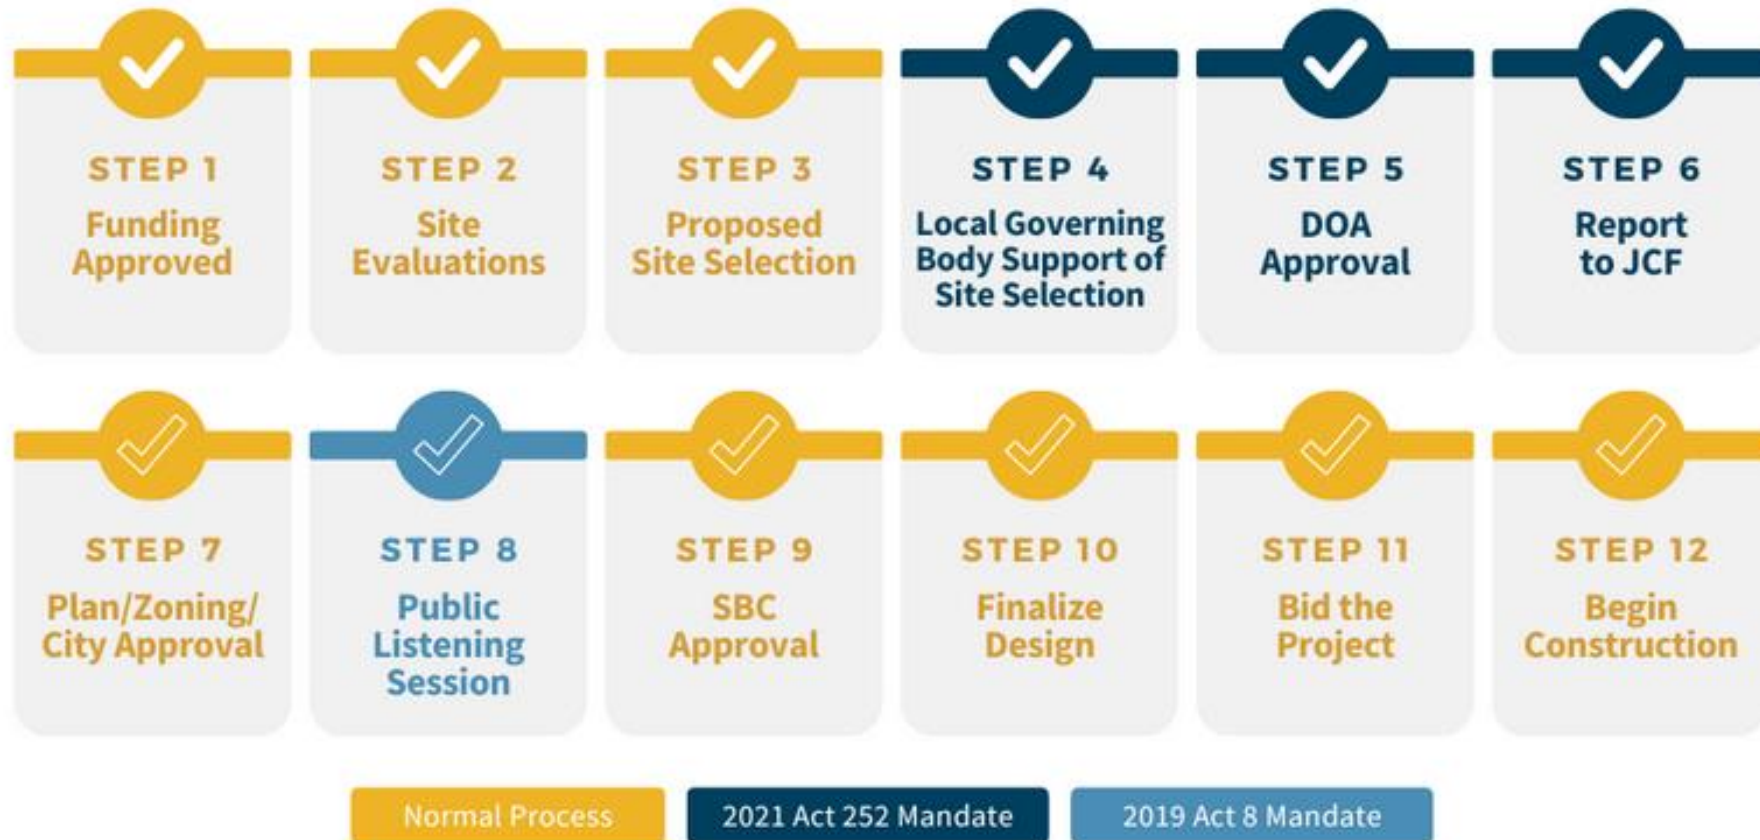 STEP 1
Funding
Approved
STEP 2
Site
Evaluations
STEP 3
Proposed
Site Selection
STEP 4
Local Governing
Body Support of
Site Selection
STEP 5
DOA
Approval
STEP 6
Report
to JCF
STEP 7
Plan/Zoning/
City Approval
STEP 8
Public
Listening
Session
STEP 9
SBC
Approval
STEP 10
Finalize
Design
STEP 11
Bid the
Project
STEP 12
Begin
Construction
Normal Process
2021 Act 252 Mandate
2019 Act 8 Mandate